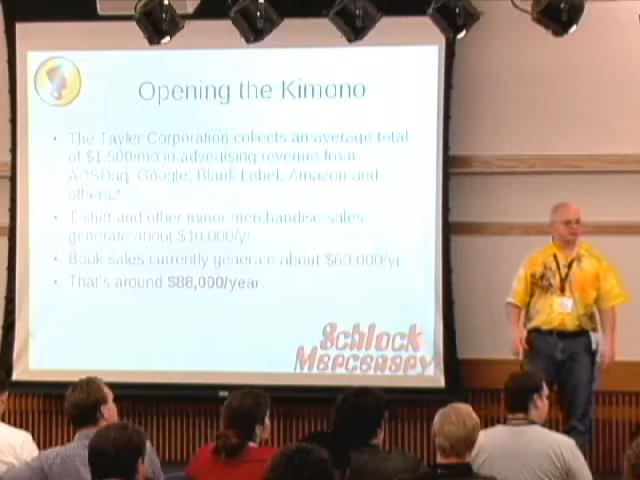 Opening the Kimono
• The Tayler Corporation collects an average total
of $1,500/mo in advertising revenue from
AdSDaq, Google, Blank Label, Amazon and
others.*
• T-shirt and other minor merchandise sales
generate about $10,000/yr
• Book sales currently generate about $60,000/yr
• That's around $88,000/year.
Schlock
Mercenary